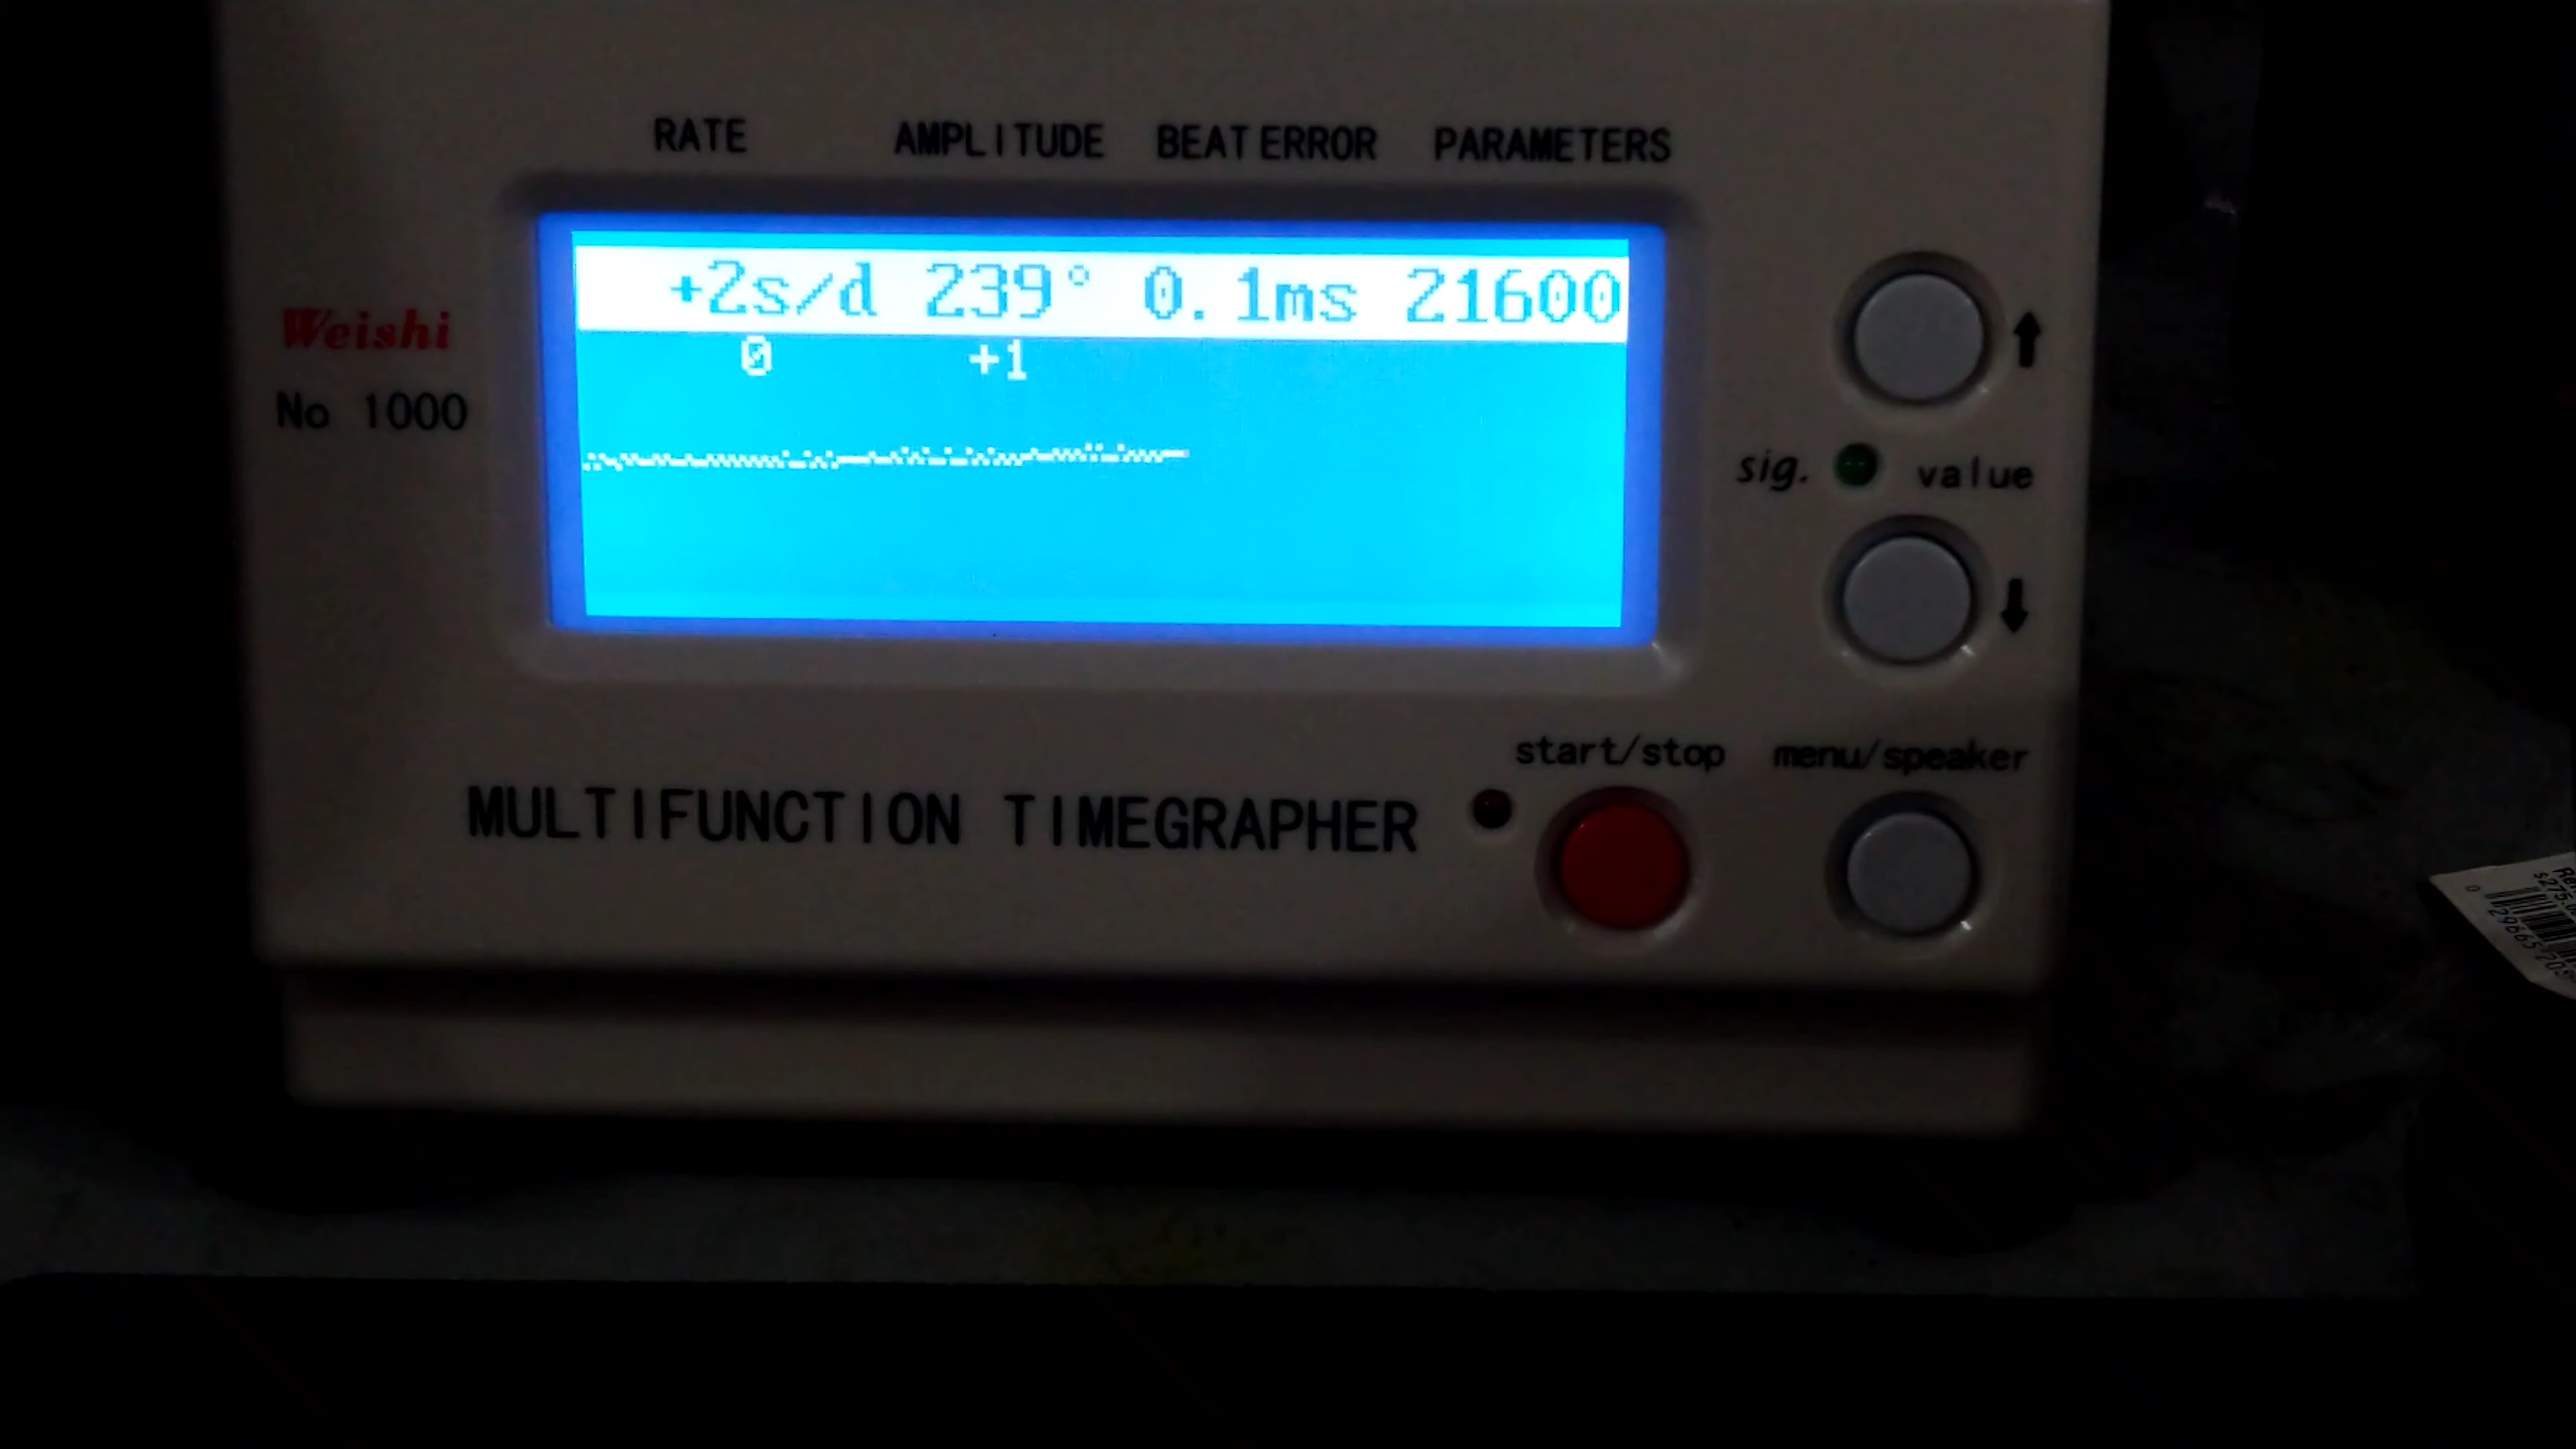 RATE AMPLITUDE BEAT ERROR PARAMETERS
+2s/d 239° 0.1ms 21600
0 +1
Weishi
No 1000
sig. value
start/stop menu/speaker
MULTIFUNCTION TIMEGRAPHER